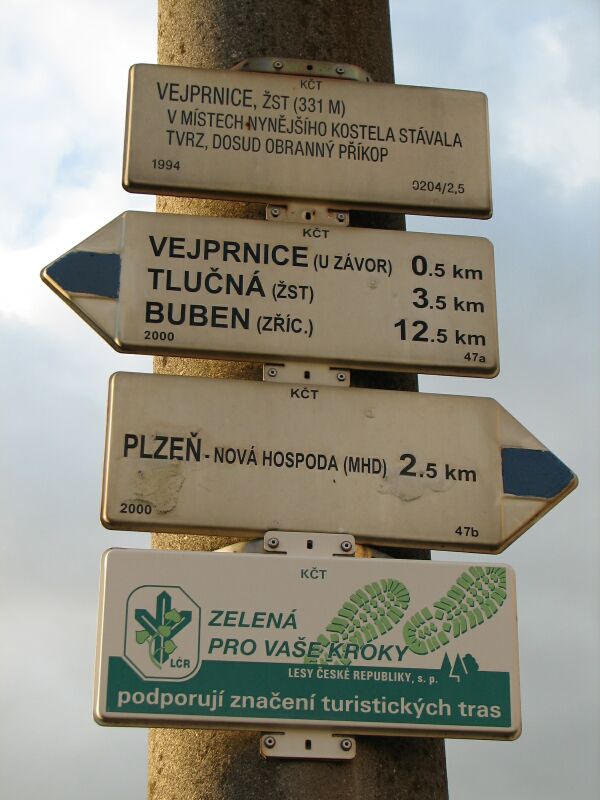 KČT
VEJPRNICE, ŽST (331 M)
V MÍSTECH NYNĚJŠÍHO KOSTELA STÁVALA
TVRZ, DOSUD OBRANNÝ PŘÍKOP
1994 0204/2,5
KČT
VEJPRNICE (U ZÁVOR) 0.5 km
TLUČNÁ (ŽST) 3.5 km
BUBEN (ZŘÍC.) 12.5 km
2000 47a
KČT
PLZEŇ - NOVÁ HOSPODA (MHD) 2.5 km
2000 47b
KČT
ZELENÁ
PRO VAŠE KROKY
LČR
LESY ČESKÉ REPUBLIKY, s. p.
podporují značení turistických tras